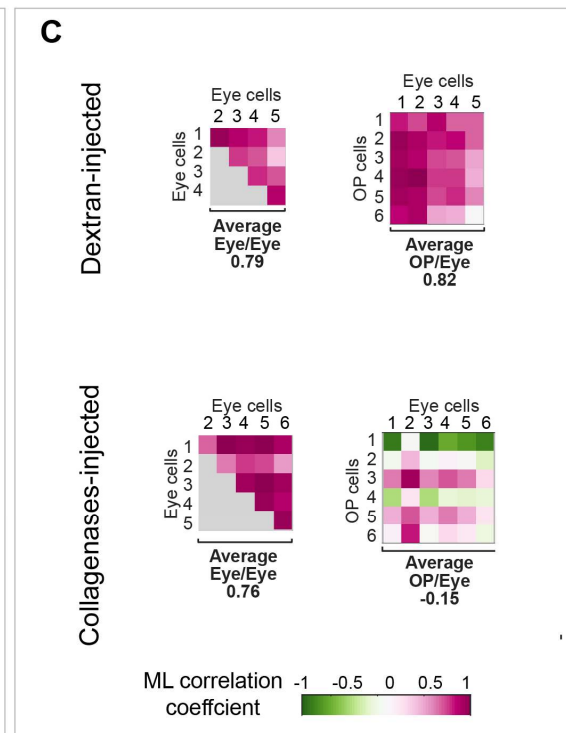 C
Dextran-injected
Eye cells
2 3 4 5
Eye cells
1
2
3
4
Average
Eye/Eye
0.79
Eye cells
1 2 3 4 5
OP cells
1
2
3
4
5
6
Average
OP/Eye
0.82
Collagenases-injected
Eye cells
2 3 4 5 6
Eye cells
1
2
3
4
5
Average
Eye/Eye
0.76
Eye cells
1 2 3 4 5 6
OP cells
1
2
3
4
5
6
Average
OP/Eye
-0.15
ML correlation
coeffcient
-1 -0.5 0 0.5 1